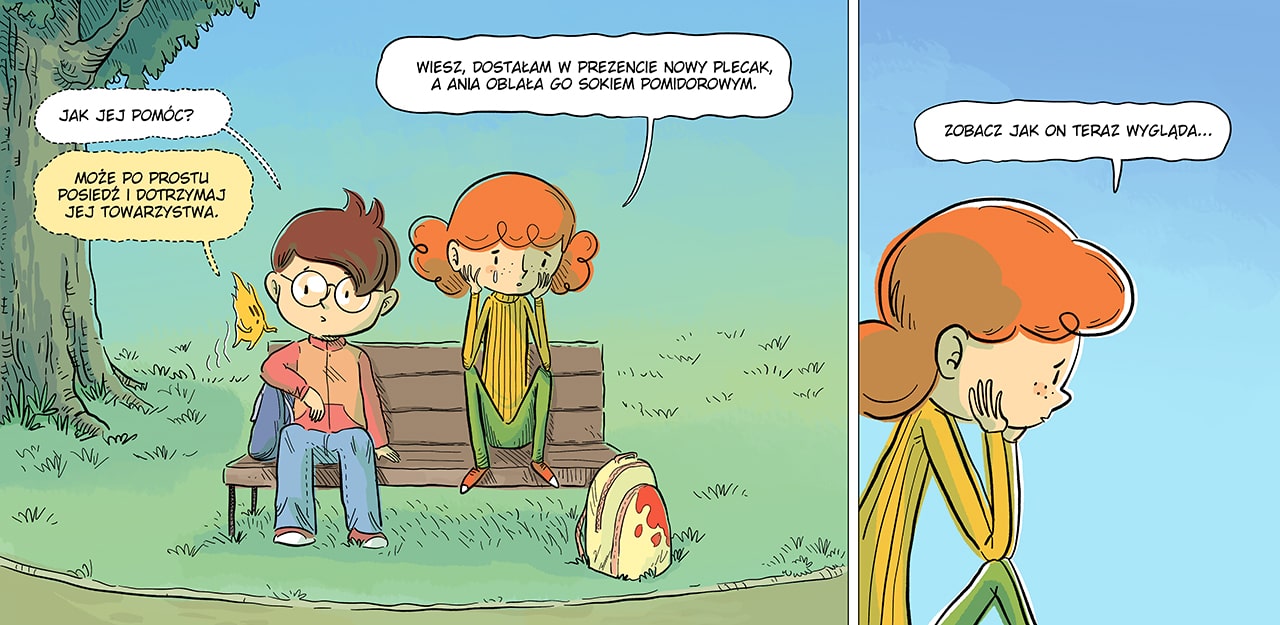 JAK JEJ POMÓC?
MOŻE PO PROSTU
POSIEDŹ I DOTRZYMAJ
JEJ TOWARZYSTWA.
WIESZ, DOSTAŁAM W PREZENCIE NOWY PLECAK,
A ANIA OBLAŁA GO SOKIEM POMIDOROWYM.
ZOBACZ JAK ON TERAZ WYGLĄDA...